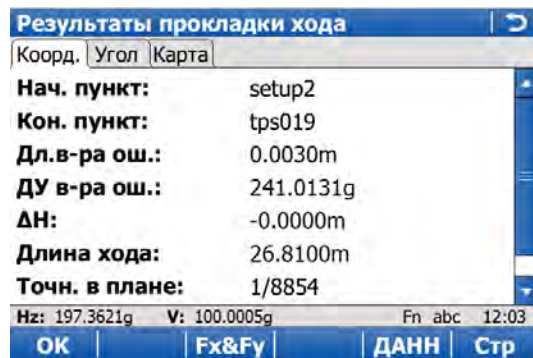 Результаты прокладки хода
Коорд. Угол Карта
Нач. пункт: setup2
Кон. пункт: tps019
Дл.в-ра ош.: 0.0030m
ДУ в-ра ош.: 241.0131g
ΔH: -0.0000m
Длина хода: 26.8100m
Точн. в плане: 1/8854
Hz: 197.3621g V: 100.0005g Fn abc 12:03
OK Fx&Fy ДАНН Стр